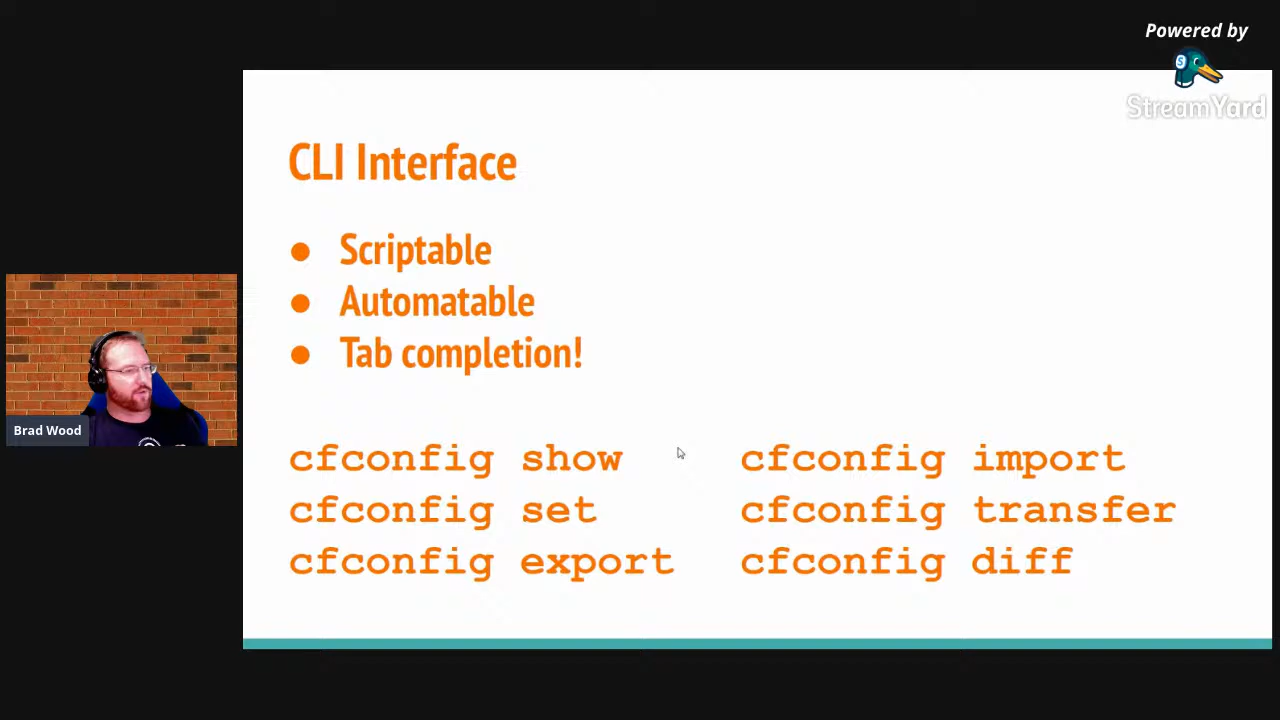 Powered by
StreamYard
CLI Interface
● Scriptable
● Automatable
● Tab completion!
cfconfig show
cfconfig set
cfconfig export
cfconfig import
cfconfig transfer
cfconfig diff
Brad Wood